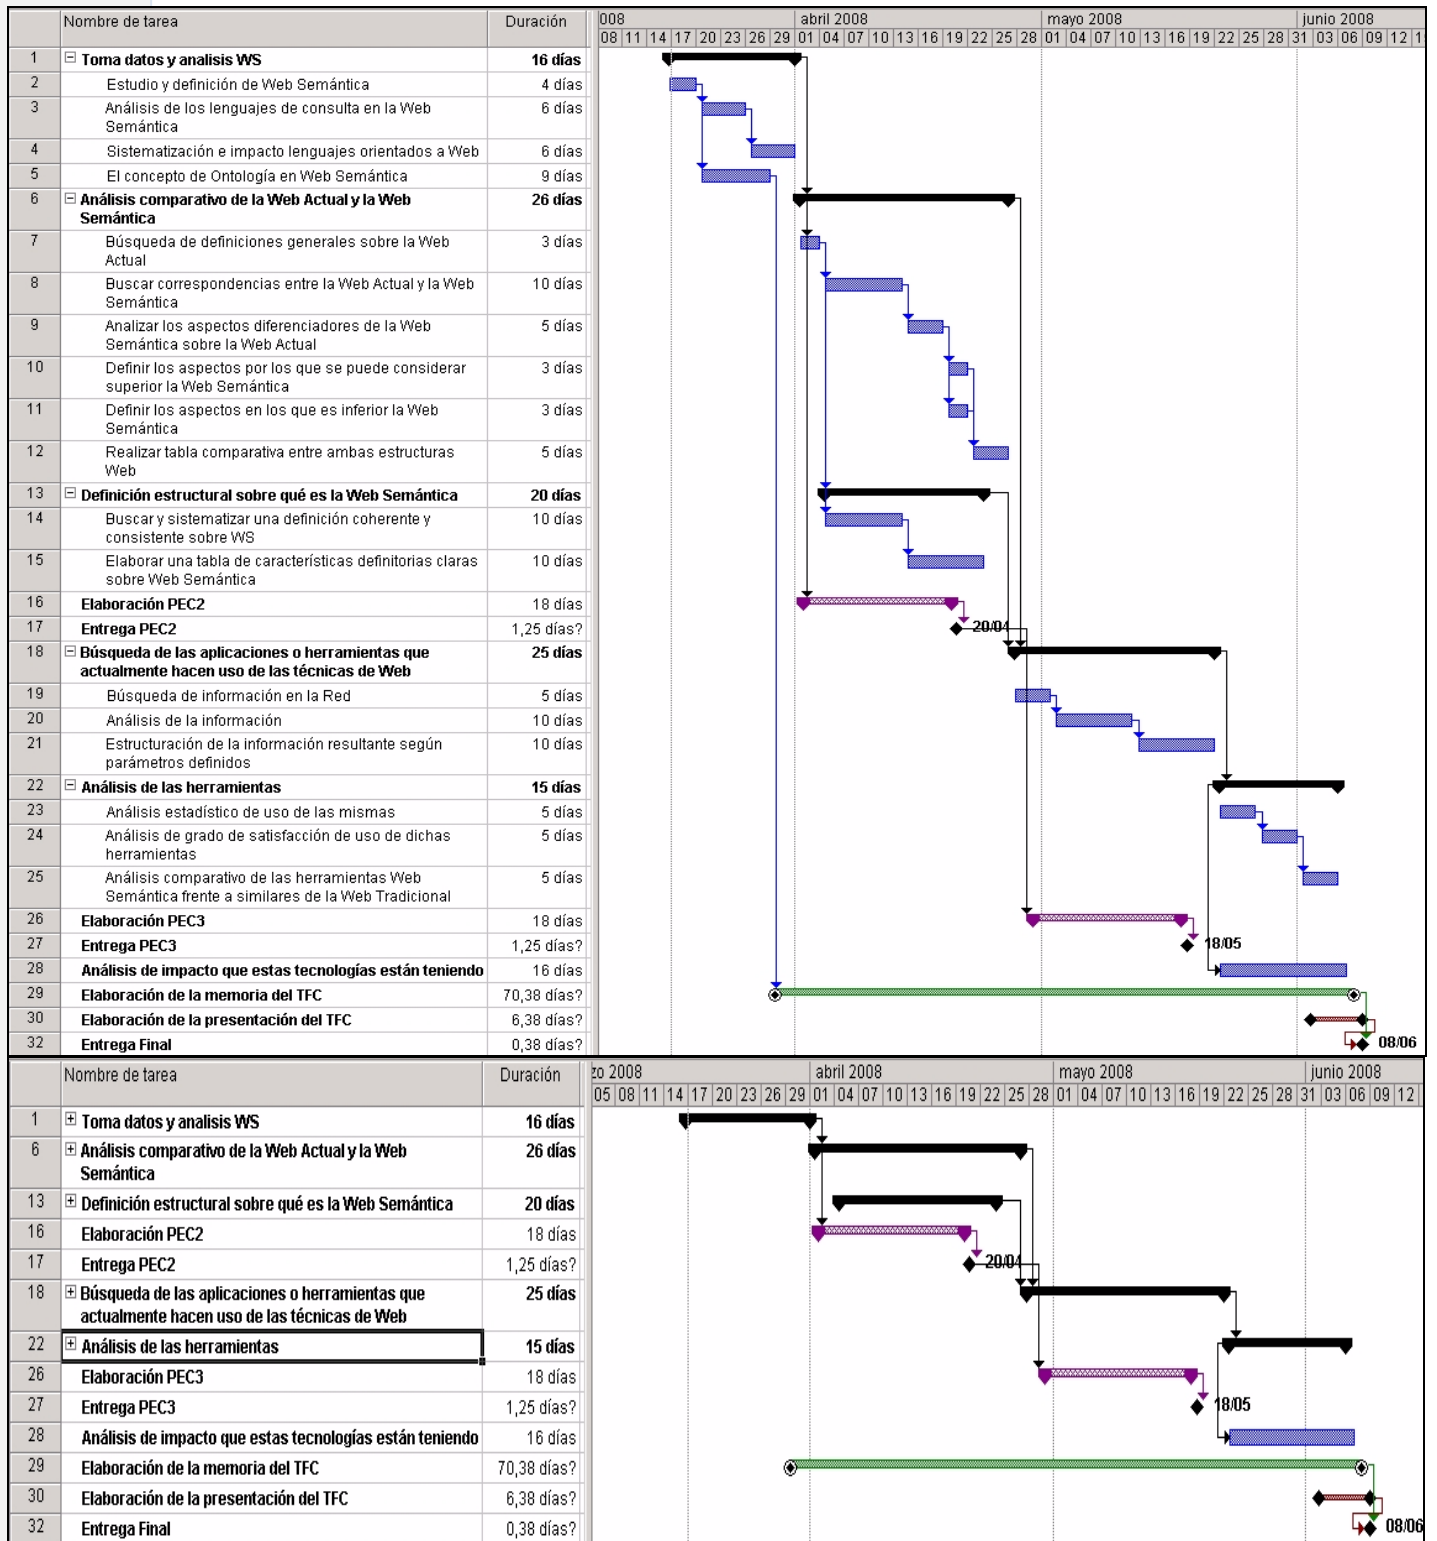 Nombre de tarea Duración 008 abril 2008 mayo 2008 junio 2008
08 11 14 17 20 23 26 29 01 04 07 10 13 16 19 22 25 28 01 04 07 10 13 16 19 22 25 28 31 03 06 09 12
1 Toma datos y analisis WS 16 días
2 Estudio y definición de Web Semántica 4 días
3 Análisis de los lenguajes de consulta en la Web 6 días
Semántica
4 Sistematización e impacto lenguajes orientados a Web 6 días
5 El concepto de Ontología en Web Semántica 9 días
6 Análisis comparativo de la Web Actual y la Web 26 días
Semántica
7 Búsqueda de definiciones generales sobre la Web 3 días
Actual
8 Buscar correspondencias entre la Web Actual y la Web 10 días
Semántica
9 Analizar los aspectos diferenciadores de la Web 5 días
Semántica sobre la Web Actual
10 Definir los aspectos por los que se puede considerar 3 días
superior la Web Semántica
11 Definir los aspectos en los que es inferior la Web 3 días
Semántica
12 Realizar tabla comparativa entre ambas estructuras 5 días
Web
13 Definición estructural sobre qué es la Web Semántica 20 días
14 Buscar y sistematizar una definición coherente y 10 días
consistente sobre WS
15 Elaborar una tabla de características definitorias claras 10 días
sobre Web Semántica
16 Elaboración PEC2 18 días
17 Entrega PEC2 1,25 días? 20/04
18 Búsqueda de las aplicaciones o herramientas que 25 días
actualmente hacen uso de las técnicas de Web
19 Búsqueda de información en la Red 5 días
20 Análisis de la información 10 días
21 Estructuración de la información resultante según 10 días
parámetros definidos
22 Análisis de las herramientas 15 días
23 Análisis estadístico de uso de las mismas 5 días
24 Análisis de grado de satisfacción de uso de dichas 5 días
herramientas
25 Análisis comparativo de las herramientas Web 5 días
Semántica frente a similares de la Web Tradicional
26 Elaboración PEC3 18 días
27 Entrega PEC3 1,25 días? 18/05
28 Análisis de impacto que estas tecnologías están teniendo 16 días
29 Elaboración de la memoria del TFC 70,38 días?
30 Elaboración de la presentación del TFC 6,38 días?
32 Entrega Final 0,38 días? 08/06
Nombre de tarea Duración zo 2008 abril 2008 mayo 2008 junio 2008
05 08 11 14 17 20 23 26 29 01 04 07 10 13 16 19 22 25 28 01 04 07 10 13 16 19 22 25 28 31 03 06 09 12
1 Toma datos y analisis WS 16 días
6 Análisis comparativo de la Web Actual y la Web 26 días
Semántica
13 Definición estructural sobre qué es la Web Semántica 20 días
16 Elaboración PEC2 18 días
17 Entrega PEC2 1,25 días? 20/04
18 Búsqueda de las aplicaciones o herramientas que 25 días
actualmente hacen uso de las técnicas de Web
22 Análisis de las herramientas 15 días
26 Elaboración PEC3 18 días
27 Entrega PEC3 1,25 días? 18/05
28 Análisis de impacto que estas tecnologías están teniendo 16 días
29 Elaboración de la memoria del TFC 70,38 días?
30 Elaboración de la presentación del TFC 6,38 días?
32 Entrega Final 0,38 días? 08/06